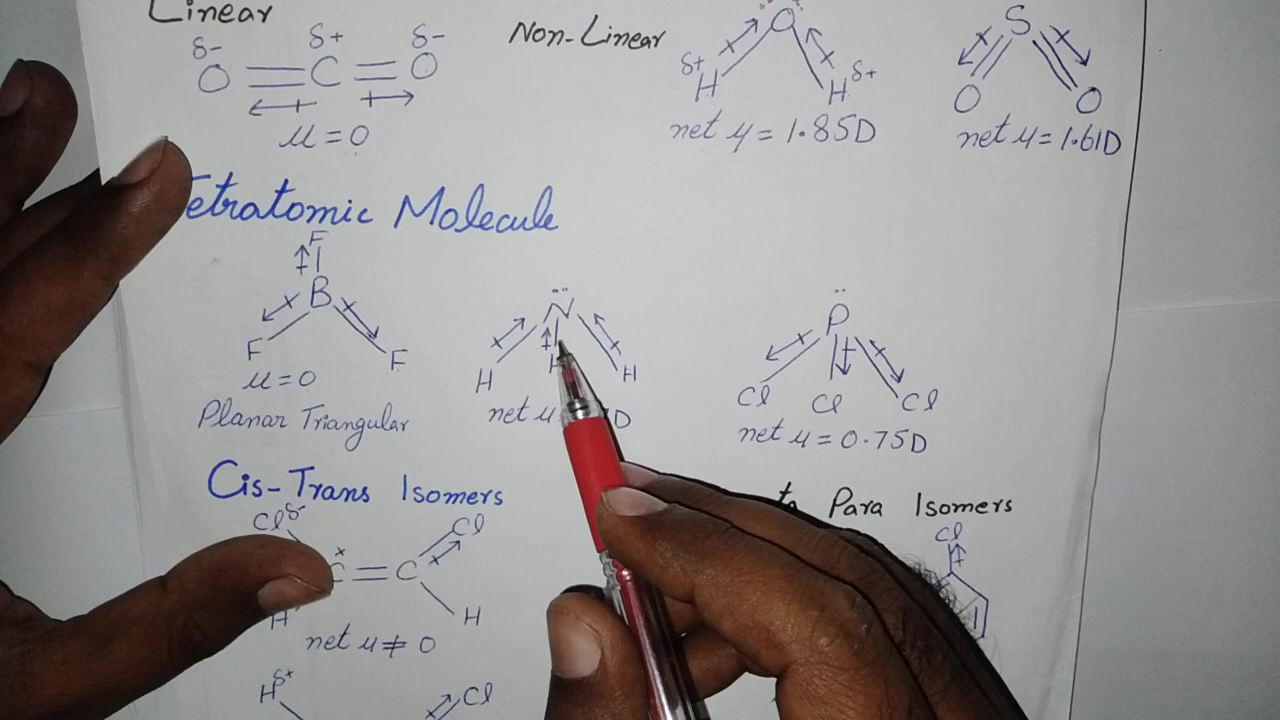 Linear
δ- δ+ δ-
O = C = O
μ = 0
Non-Linear
O
δ+ H H δ+
net μ = 1.85D
S
O O
net μ = 1.61D
Tetratomic Molecule
F
B
F F
μ = 0
Planar Triangular
N
H H H
net μ D
P
Cl Cl Cl
net μ = 0.75D
Cis-Trans Isomers
Cl δ- Cl
C = C
H H
net μ ≠ 0
H δ+ Cl
Para Isomers
Cl